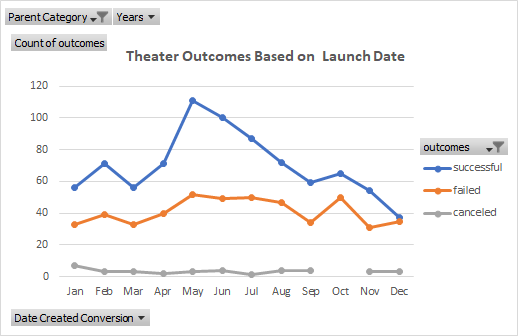 Parent Category Years
Count of outcomes
Theater Outcomes Based on Launch Date
120
100
80
60
40
20
0
Jan Feb Mar Apr May Jun Jul Aug Sep Oct Nov Dec
outcomes
successful
failed
canceled
Date Created Conversion